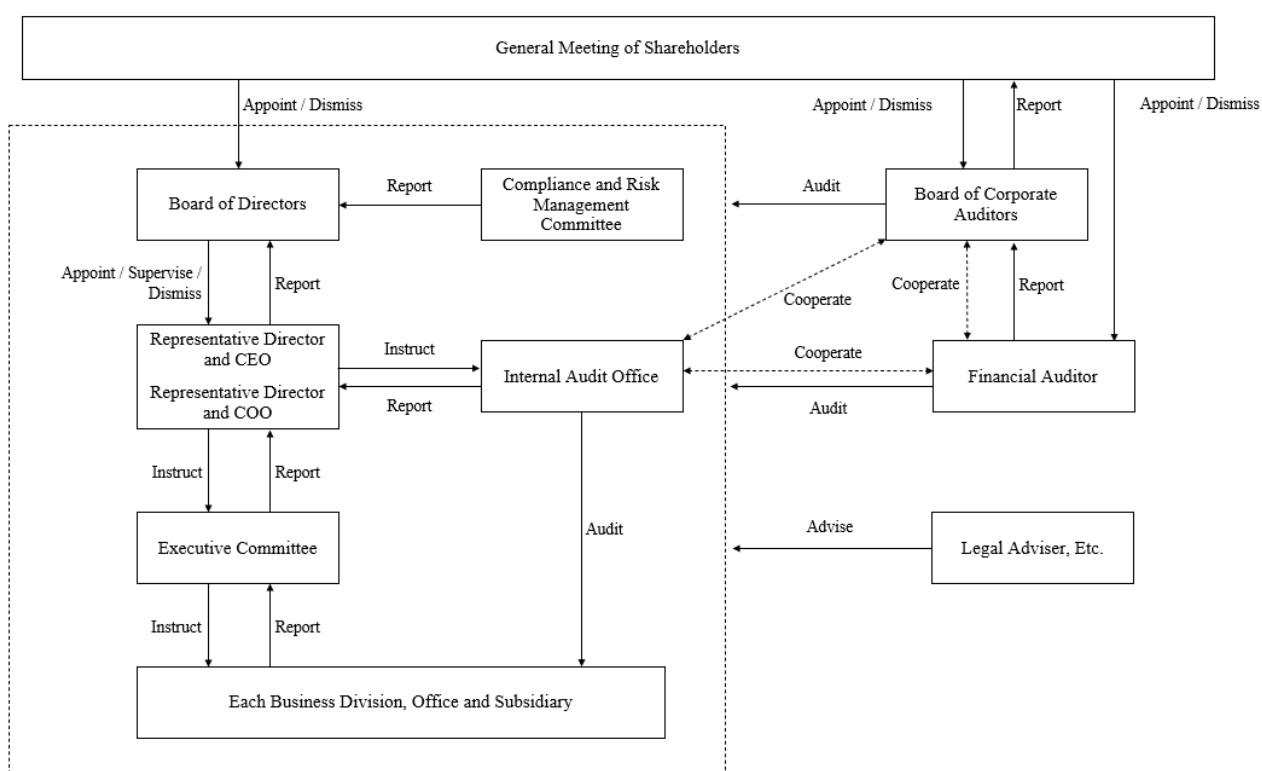 General Meeting of Shareholders
Appoint / Dismiss
Appoint / Dismiss
Report
Appoint / Dismiss
Board of Directors
Report
Compliance and Risk
Management
Committee
Audit
Board of Corporate
Auditors
Appoint / Supervise /
Dismiss
Report
Cooperate
Cooperate
Report
Representative Director
and CEO
Representative Director
and COO
Instruct
Report
Internal Audit Office
Cooperate
Audit
Financial Auditor
Instruct
Report
Audit
Executive Committee
Advise
Legal Adviser, Etc.
Instruct
Report
Each Business Division, Office and Subsidiary